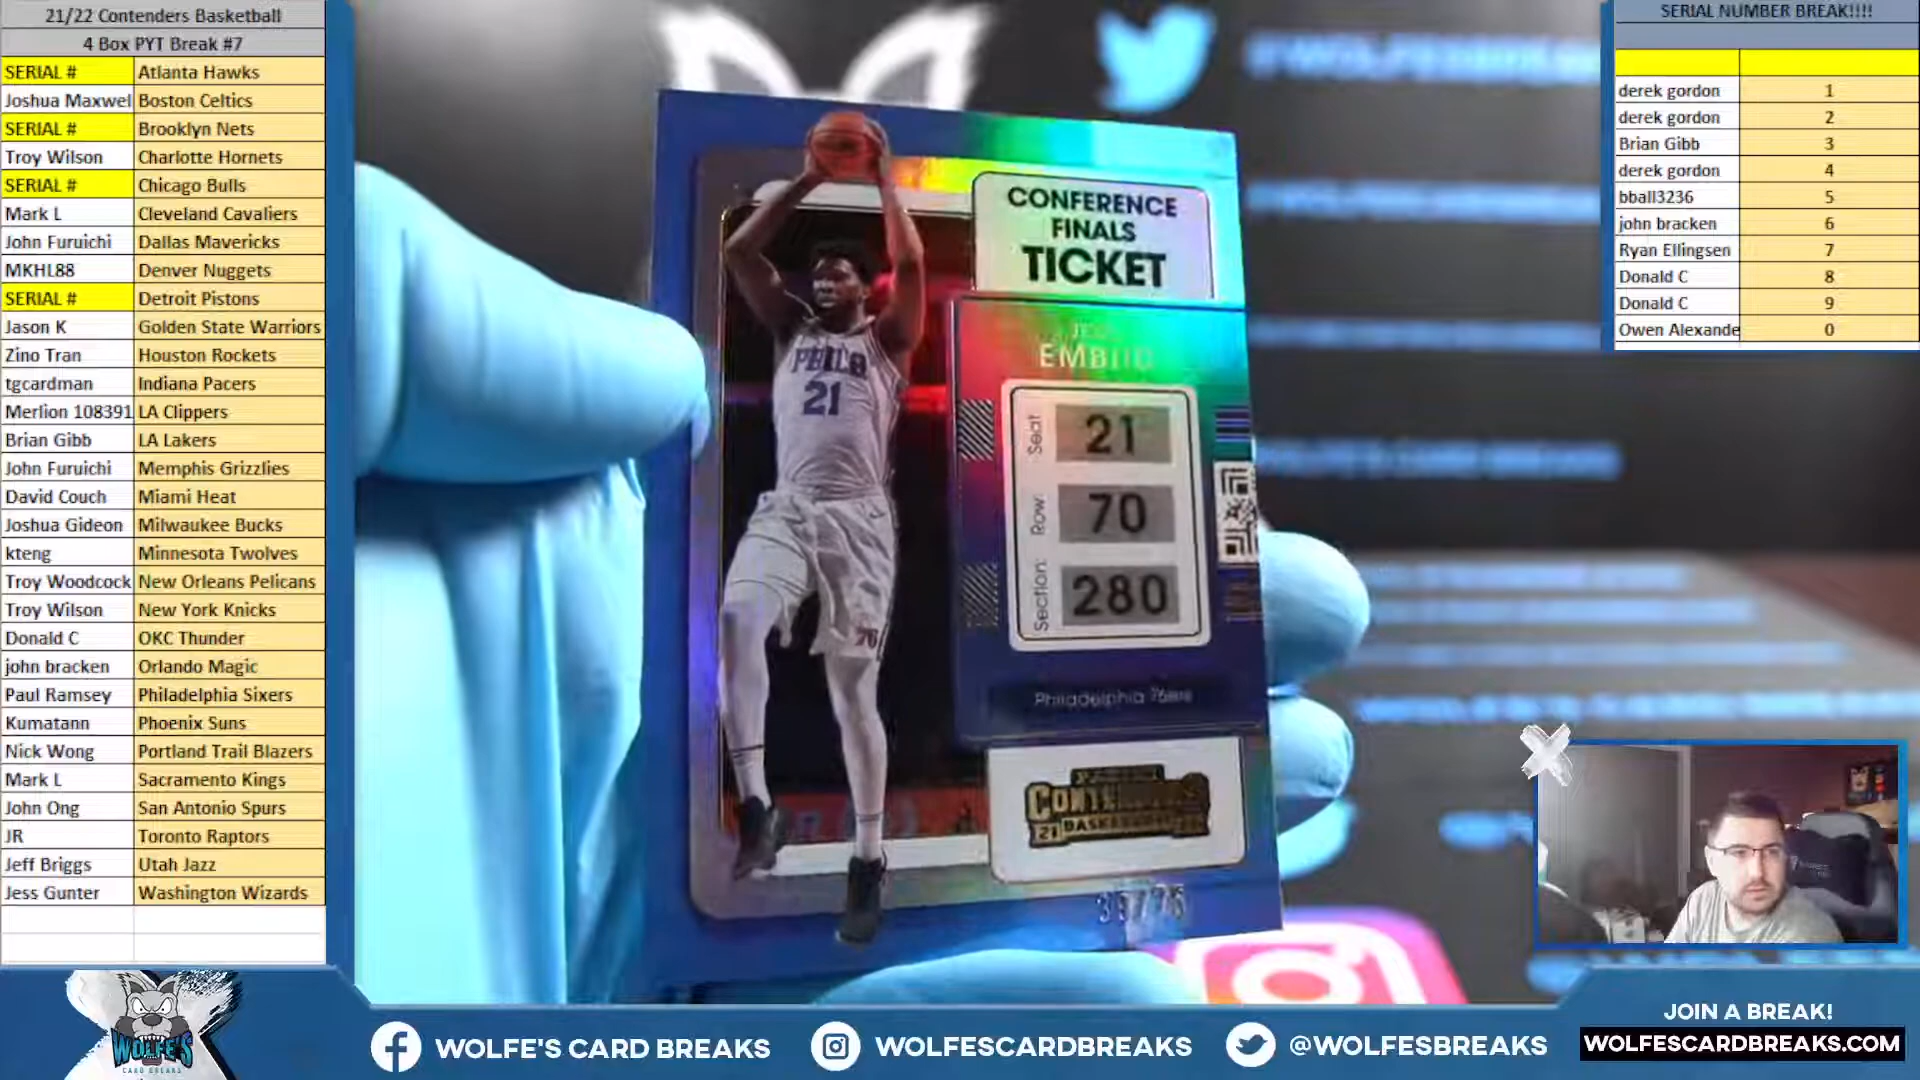 21/22 Contenders Basketball
4 Box PYT Break #7
SERIAL # Atlanta Hawks
Joshua Maxwel Boston Celtics
SERIAL # Brooklyn Nets
Troy Wilson Charlotte Hornets
SERIAL # Chicago Bulls
Mark L Cleveland Cavaliers
John Furuichi Dallas Mavericks
MKHL88 Denver Nuggets
SERIAL # Detroit Pistons
Jason K Golden State Warriors
Zino Tran Houston Rockets
tgcardman Indiana Pacers
Merlion 108391 LA Clippers
Brian Gibb LA Lakers
John Furuichi Memphis Grizzlies
David Couch Miami Heat
Joshua Gideon Milwaukee Bucks
kteng Minnesota Twolves
Troy Woodcock New Orleans Pelicans
Troy Wilson New York Knicks
Donald C OKC Thunder
john bracken Orlando Magic
Paul Ramsey Philadelphia Sixers
Kumatann Phoenix Suns
Nick Wong Portland Trail Blazers
Mark L Sacramento Kings
John Ong San Antonio Spurs
JR Toronto Raptors
Jeff Briggs Utah Jazz
Jess Gunter Washington Wizards
CONFERENCE
FINALS
TICKET
EMBIID
Seat 21
Row 70
Section: 280
Philadelphia 76ers
PHILA
21
76
CONTENDERS
21 BASKETBALL 22
SERIAL NUMBER BREAK!!!!
derek gordon 1
derek gordon 2
Brian Gibb 3
derek gordon 4
bball3236 5
john bracken 6
Ryan Ellingsen 7
Donald C 8
Donald C 9
Owen Alexande 0
WOLFE'S
CARD BREAKS
WOLFE'S CARD BREAKS
WOLFESCARDBREAKS
@WOLFESBREAKS
JOIN A BREAK!
WOLFESCARDBREAKS.COM